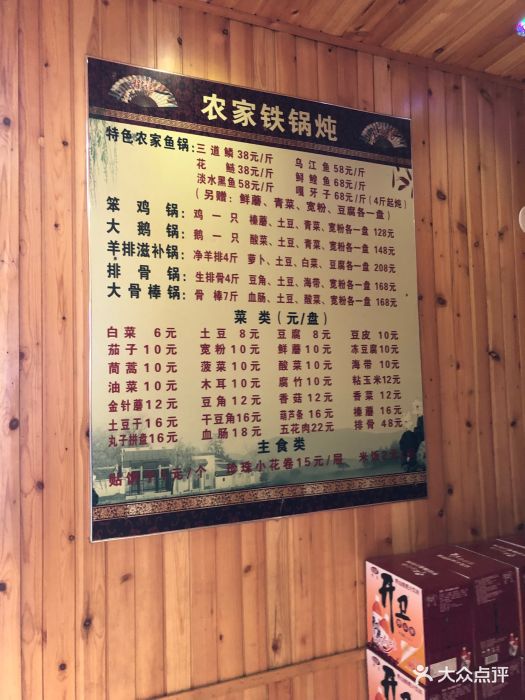 农家铁锅炖
特色农家鱼锅:三道鳞38元/斤 乌江鱼58元/斤
花鲢38元/斤 鲟鳇鱼68元/斤
淡水黑鱼58元/斤 嘎牙子68元/斤(4斤起炖)
(另赠: 鲜蘑、青菜、宽粉、豆腐各一盘)
笨鸡锅: 鸡一只 榛蘑、土豆、青菜、宽粉各一盘 128元
大鹅锅: 鹅一只 酸菜、土豆、青菜、宽粉各一盘 148元
羊排滋补锅: 净羊排4斤 萝卜、土豆、白菜、豆腐各一盘 208元
排骨锅: 生排骨4斤 豆角、土豆、海带、宽粉各一盘 168元
大骨棒锅: 骨棒7斤 血肠、土豆、酸菜、宽粉各一盘 168元
菜类(元/盘)
白菜 6元 土豆 8元 豆腐 8元 豆皮 10元
茄子10元 宽粉10元 鲜蘑10元 冻豆腐10元
茼蒿10元 菠菜10元 酸菜10元 海带 10元
油菜10元 木耳10元 腐竹10元 粘玉米12元
金针蘑12元 豆角12元 香菇12元 香菜 12元
土豆干16元 干豆角16元 葫芦条 16元 榛蘑 16元
丸子拼盘16元 血肠18元 五花肉22元 排骨 48元
主食类
贴饼子 元/个 珍珠小花卷15元/屉 米饭2元
开卫
大众点评